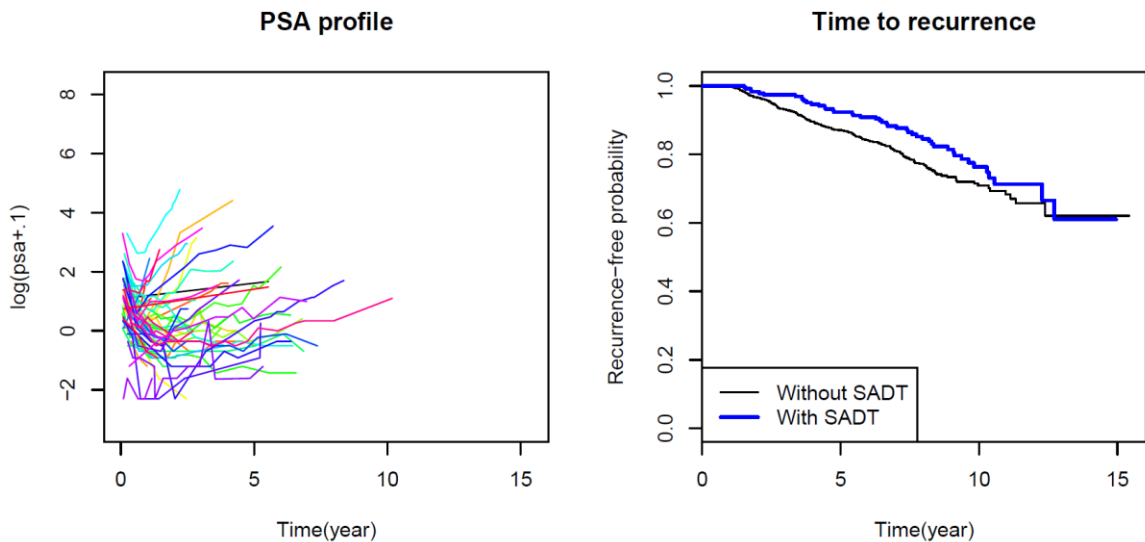 PSA profile
log(psa+.1)
8
6
4
2
0
−2
0
5
10
15
Time(year)
Time to recurrence
Recurrence−free probability
1.0
0.8
0.6
0.4
0.2
0.0
Without SADT
With SADT
0
5
10
15
Time(year)